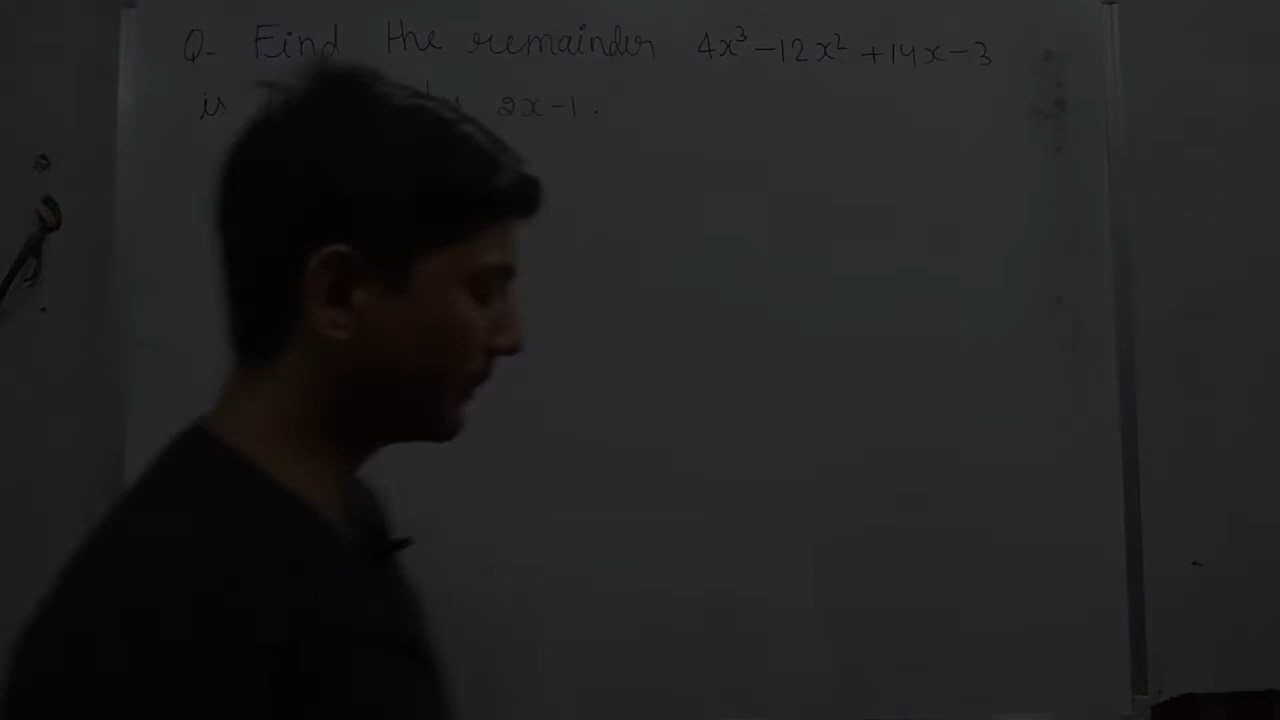 Q- Find the remainder 4x³-12x²+14x-3
is 2x-1.